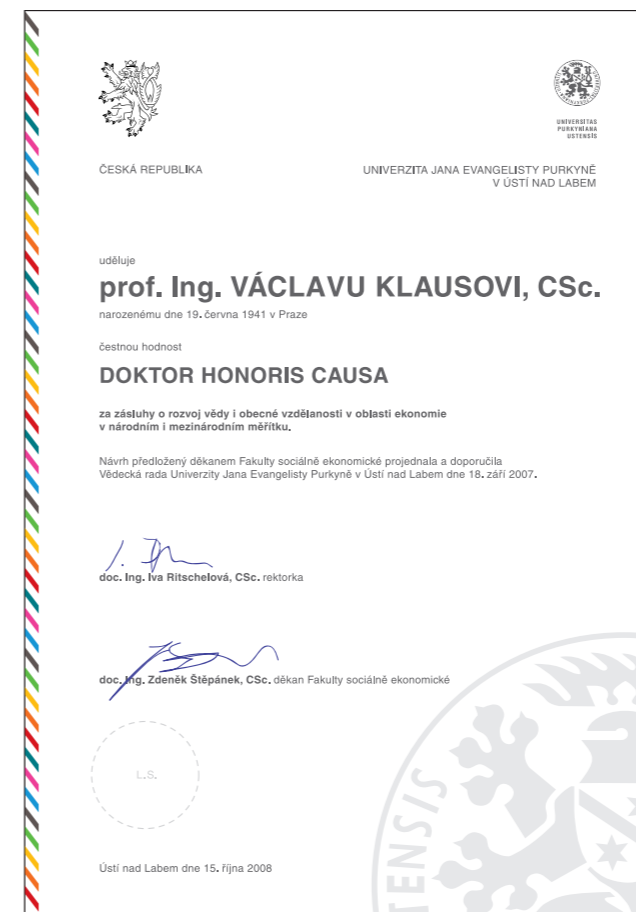 UNIVERSITAS
PURKYNIANA
USTENSIS
ČESKÁ REPUBLIKA
UNIVERZITA JANA EVANGELISTY PURKYNĚ
V ÚSTÍ NAD LABEM
uděluje
prof. Ing. VÁCLAVU KLAUSOVI, CSc.
narozenému dne 19. června 1941 v Praze
čestnou hodnost
DOKTOR HONORIS CAUSA
za zásluhy o rozvoj vědy i obecné vzdělanosti v oblasti ekonomie
v národním i mezinárodním měřítku.
Návrh předložený děkanem Fakulty sociálně ekonomické projednala a doporučila
Vědecká rada Univerzity Jana Evangelisty Purkyně v Ústí nad Labem dne 18. září 2007.
doc. Ing. Iva Ritschelová, CSc. rektorka
doc. Ing. Zdeněk Štěpánek, CSc. děkan Fakulty sociálně ekonomické
L.S.
TENSIS
Ústí nad Labem dne 15. října 2008